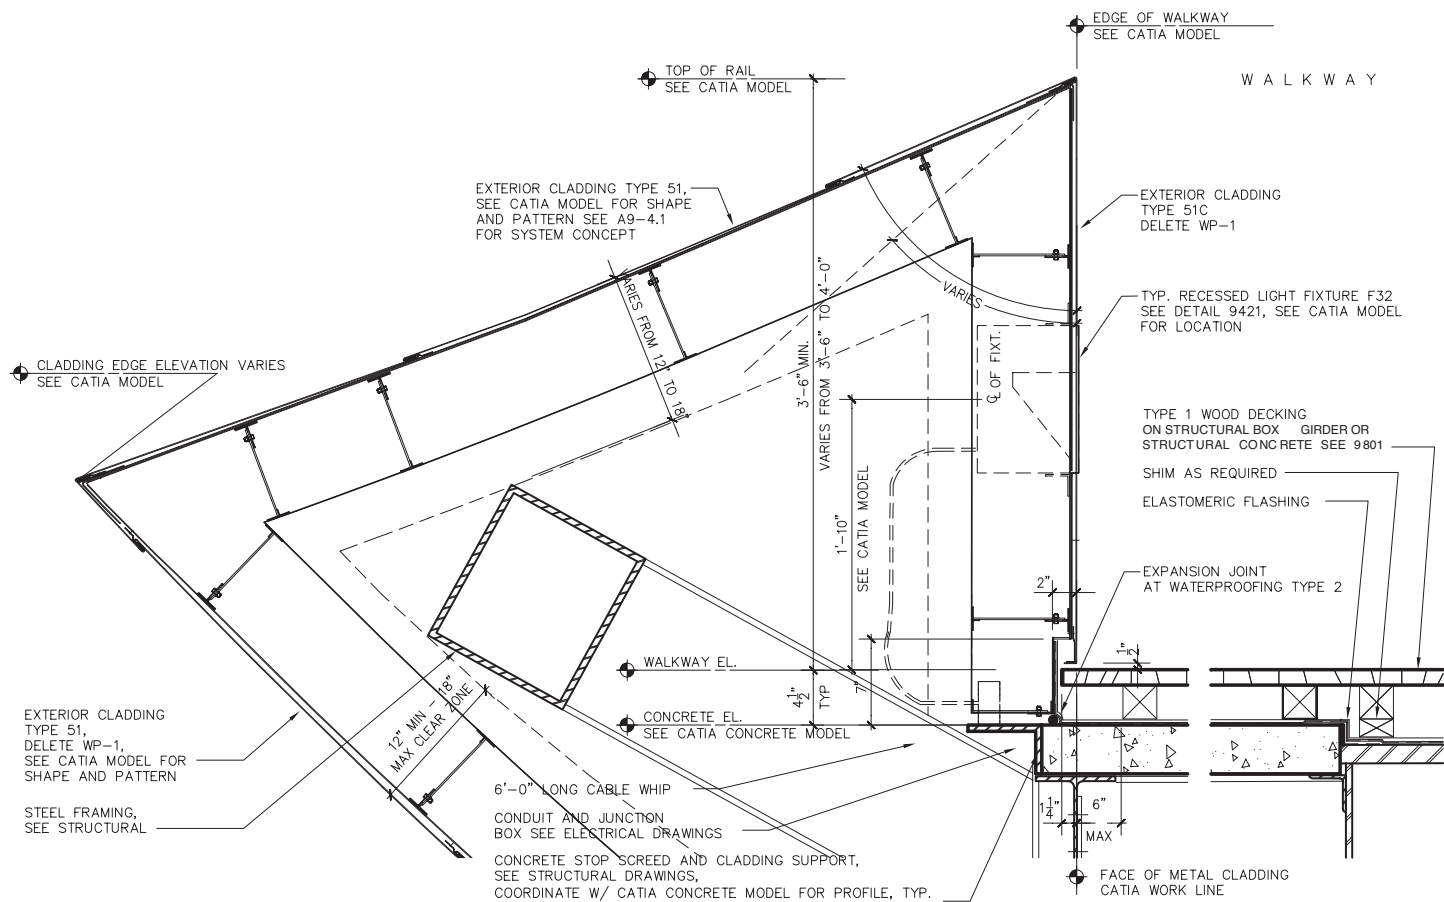 EDGE OF WALKWAY
SEE CATIA MODEL
TOP OF RAIL
SEE CATIA MODEL
WALKWAY
EXTERIOR CLADDING TYPE 51,
SEE CATIA MODEL FOR SHAPE
AND PATTERN SEE A9-4.1
FOR SYSTEM CONCEPT
EXTERIOR CLADDING
TYPE 51C
DELETE WP-1
VARIES
VARIES FROM 12" TO 18"
3'-6" MIN.
VARIES FROM 3'-6" TO 4'-0"
TYP. RECESSED LIGHT FIXTURE F32
SEE DETAIL 9421, SEE CATIA MODEL
FOR LOCATION
℄ OF FIXT.
CLADDING EDGE ELEVATION VARIES
SEE CATIA MODEL
TYPE 1 WOOD DECKING
ON STRUCTURAL BOX GIRDER OR
STRUCTURAL CONCRETE SEE 9801
SHIM AS REQUIRED
ELASTOMERIC FLASHING
1'-10"
SEE CATIA MODEL
EXPANSION JOINT
AT WATERPROOFING TYPE 2
2"
1"
2
WALKWAY EL.
4 1/2"
TYP
7"
12" MIN - 18"
MAX CLEAR ZONE
CONCRETE EL.
SEE CATIA CONCRETE MODEL
EXTERIOR CLADDING
TYPE 51,
DELETE WP-1,
SEE CATIA MODEL FOR
SHAPE AND PATTERN
STEEL FRAMING,
SEE STRUCTURAL
6'-0" LONG CABLE WHIP
CONDUIT AND JUNCTION
BOX SEE ELECTRICAL DRAWINGS
1 1/4"
6"
MAX
CONCRETE STOP SCREED AND CLADDING SUPPORT,
SEE STRUCTURAL DRAWINGS,
COORDINATE W/ CATIA CONCRETE MODEL FOR PROFILE, TYP.
FACE OF METAL CLADDING
CATIA WORK LINE